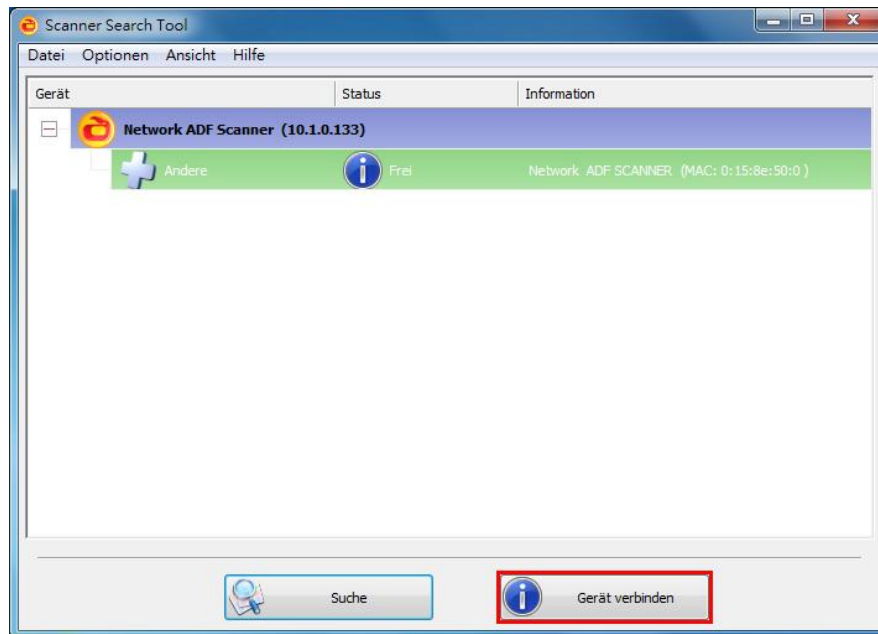 Scanner Search Tool
Datei Optionen Ansicht Hilfe
Gerät Status Information
Network ADF Scanner (10.1.0.133)
Andere Frei Network ADF SCANNER (MAC: 0:15:8e:50:0 )
Suche Gerät verbinden